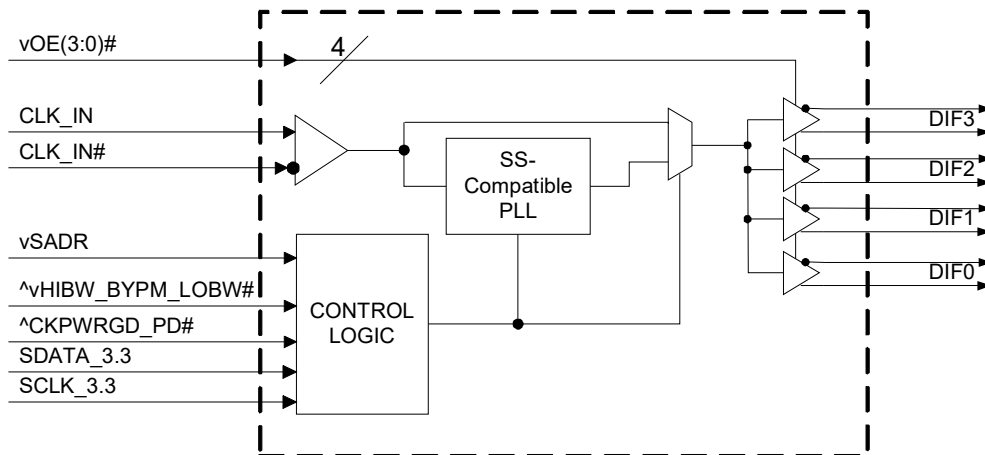 vOE(3:0)#
4
CLK_IN
CLK_IN#
SS-
Compatible
PLL
DIF3
DIF2
DIF1
DIF0
vSADR
^vHIBW_BYPM_LOBW#
^CKPWRGD_PD#
SDATA_3.3
SCLK_3.3
CONTROL
LOGIC